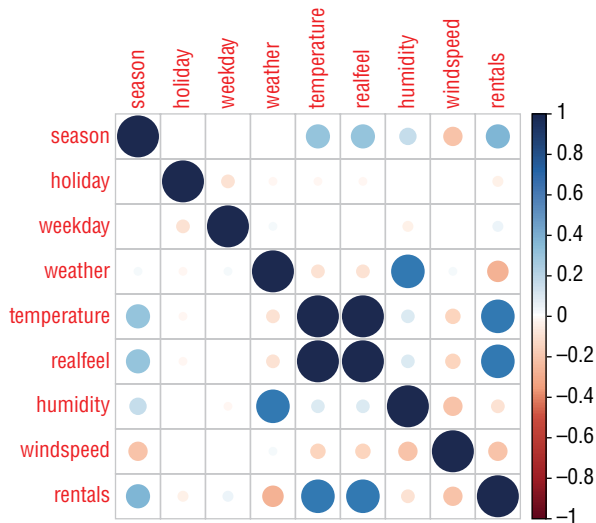 season
holiday
weekday
weather
temperature
realfeel
humidity
windspeed
rentals
season
holiday
weekday
weather
temperature
realfeel
humidity
windspeed
rentals
1
0.8
0.6
0.4
0.2
0
−0.2
−0.4
−0.6
−0.8
−1